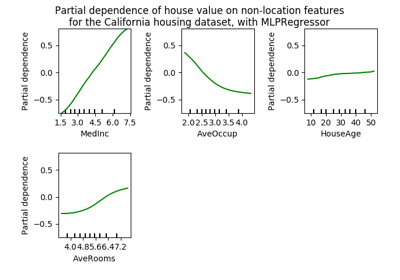 Partial dependence of house value on non-location features
for the California housing dataset, with MLPRegressor
Partial dependence
0.5
0.0
−0.5
1.5 3.0 4.5 6.0 7.5
MedInc
Partial dependence
0.5
0.0
−0.5
2.0 2.5 3.0 3.5 4.0
AveOccup
Partial dependence
0.5
0.0
−0.5
10 20 30 40 50
HouseAge
Partial dependence
0.5
0.0
−0.5
4.0 4.8 5.6 6.4 7.2
AveRooms